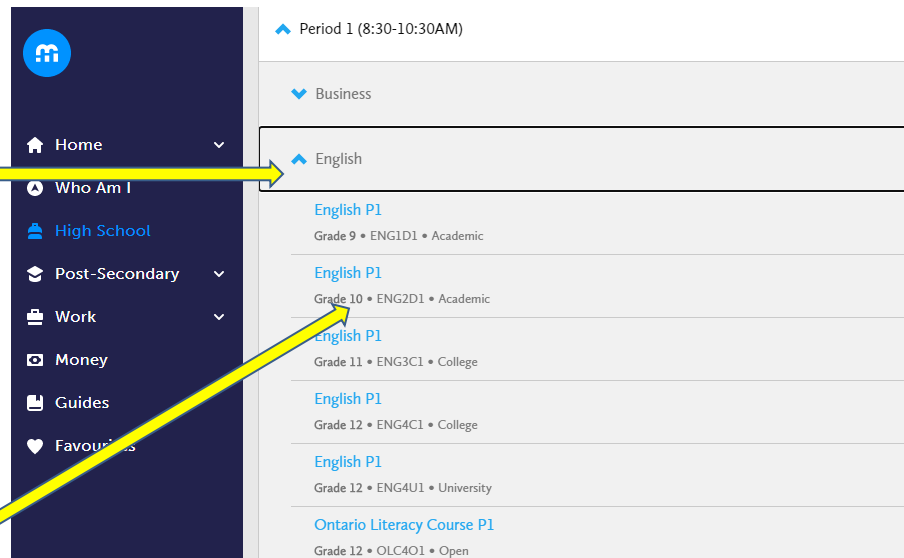 Home
Who Am I
High School
Post-Secondary
Work
Money
Guides
Favourites
Period 1 (8:30-10:30AM)
Business
English
English P1
Grade 9 • ENG1D1 • Academic
English P1
Grade 10 • ENG2D1 • Academic
English P1
Grade 11 • ENG3C1 • College
English P1
Grade 12 • ENG4C1 • College
English P1
Grade 12 • ENG4U1 • University
Ontario Literacy Course P1
Grade 12 • OLC4O1 • Open